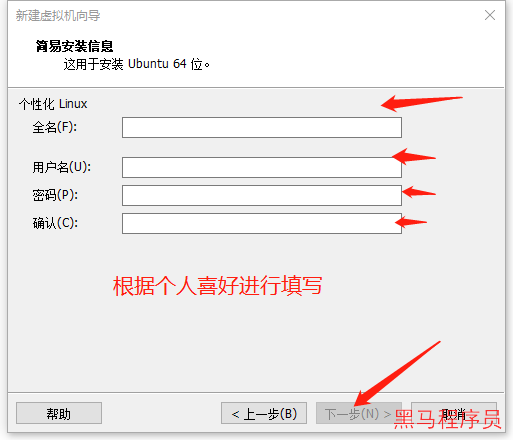 新建虚拟机向导
简易安装信息
这用于安装 Ubuntu 64 位。
个性化 Linux
全名(F):
用户名(U):
密码(P):
确认(C):
根据个人喜好进行填写
帮助
< 上一步(B)
下一步(N) >
取消
黑马程序员